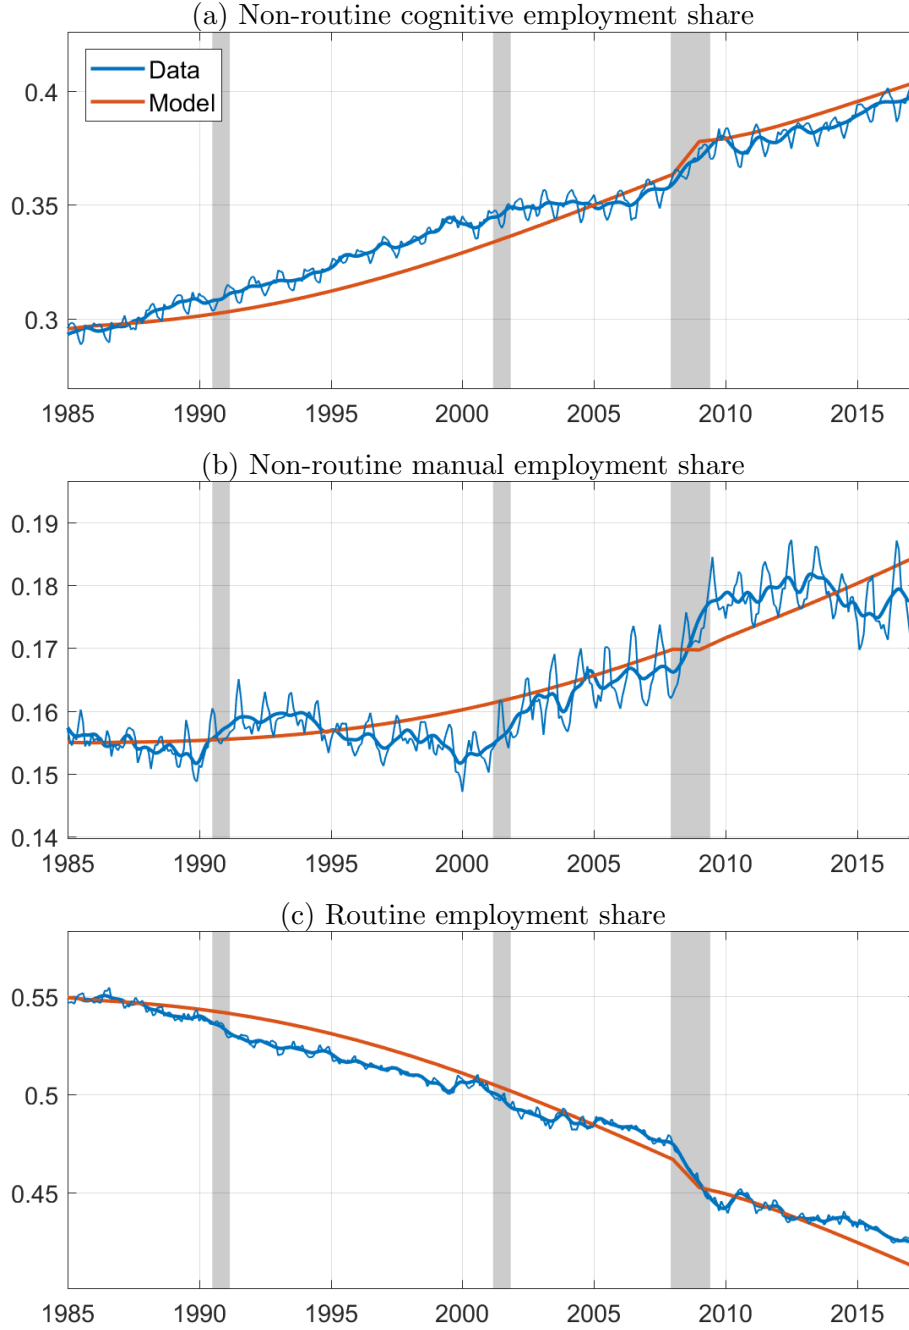 (a) Non-routine cognitive employment share
Data
Model
0.4
0.35
0.3
1985 1990 1995 2000 2005 2010 2015
(b) Non-routine manual employment share
0.19
0.18
0.17
0.16
0.15
0.14
1985 1990 1995 2000 2005 2010 2015
(c) Routine employment share
0.55
0.5
0.45
1985 1990 1995 2000 2005 2010 2015